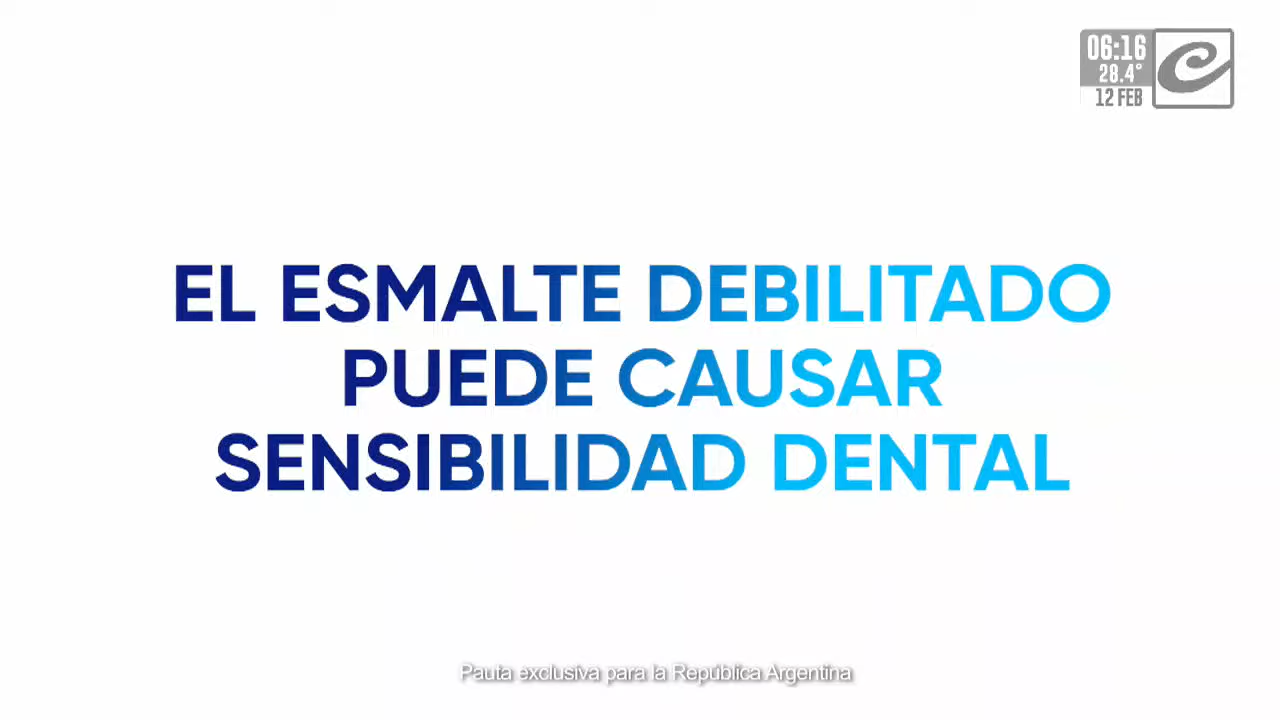 06:16
28.4°
12 FEB
EL ESMALTE DEBILITADO
PUEDE CAUSAR
SENSIBILIDAD DENTAL
Pauta exclusiva para la República Argentina